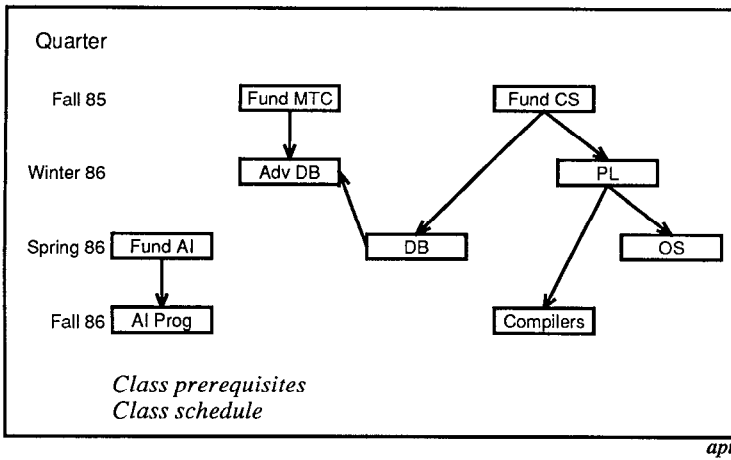 Quarter
Fall 85 Fund MTC Fund CS
Winter 86 Adv DB PL
Spring 86 Fund AI DB OS
Fall 86 AI Prog Compilers
Class prerequisites
Class schedule